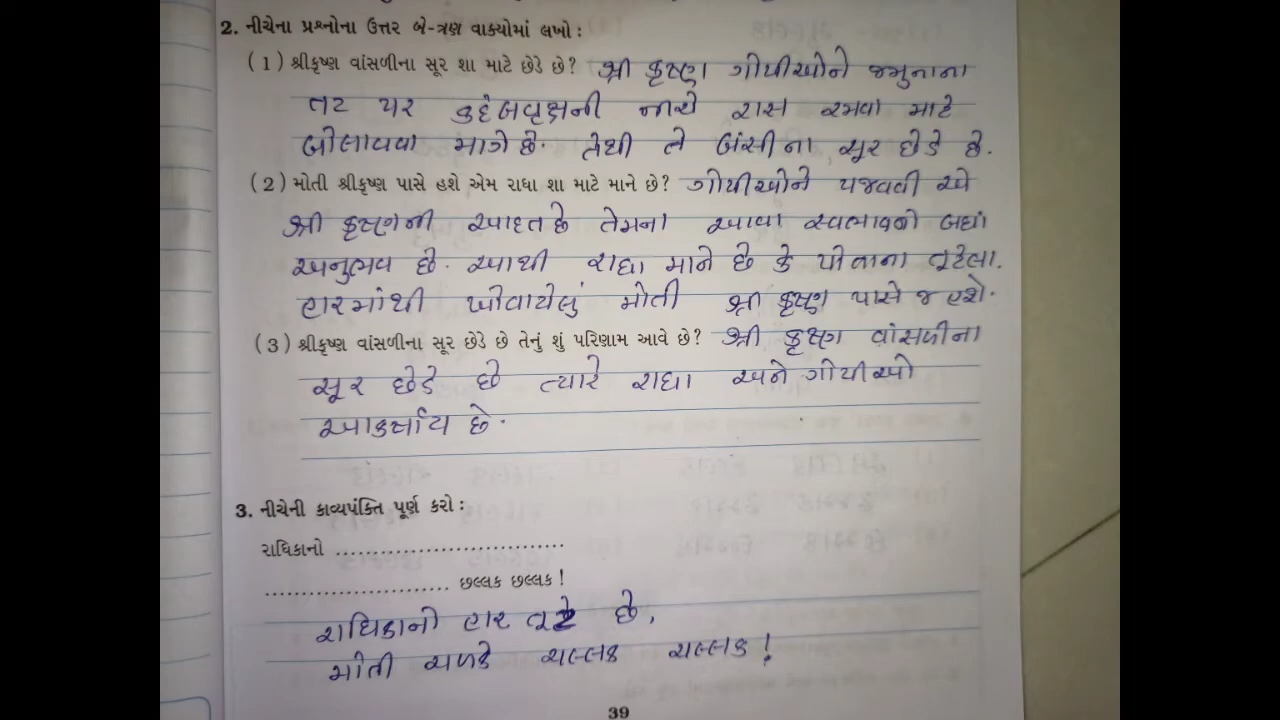 2. નીચેના પ્રશ્નોના ઉત્તર બે-ત્રણ વાક્યોમાં લખો :
(1) શ્રીકૃષ્ણ વાંસળીના સૂર શા માટે છેડે છે? શ્રી કૃષ્ણ ગોપીઓને જમુનાના
તટ પર કદંબવૃક્ષની નીચે રાસ રમવા માટે
બોલાવવા માગે છે. તેથી તે બંસીના સૂર છેડે છે.
(2) મોતી શ્રીકૃષ્ણ પાસે હશે એમ રાધા શા માટે માને છે? ગોપીઓને પજવવી એ
શ્રી કૃષ્ણની આદત છે તેમના આવા સ્વભાવનો બધાં
અનુભવ છે. આથી રાધા માને છે કે પોતાના તૂટેલા.
હારમાંથી ખોવાયેલું મોતી શ્રી કૃષ્ણ પાસે જ હશે.
(3) શ્રીકૃષ્ણ વાંસળીના સૂર છેડે છે તેનું શું પરિણામ આવે છે? શ્રી કૃષ્ણ વાંસળીના
સૂર છેડે છે ત્યારે રાધા અને ગોપીઓ
આકર્ષાય છે.
3. નીચેની કાવ્યપંક્તિ પૂર્ણ કરો :
રાધિકાનો ...............................
......................... છલ્લક છલ્લક !
રાધિકાનો હાર તૂટે છે,
મોતી ચળકે ચલ્લક ચલ્લક !
39